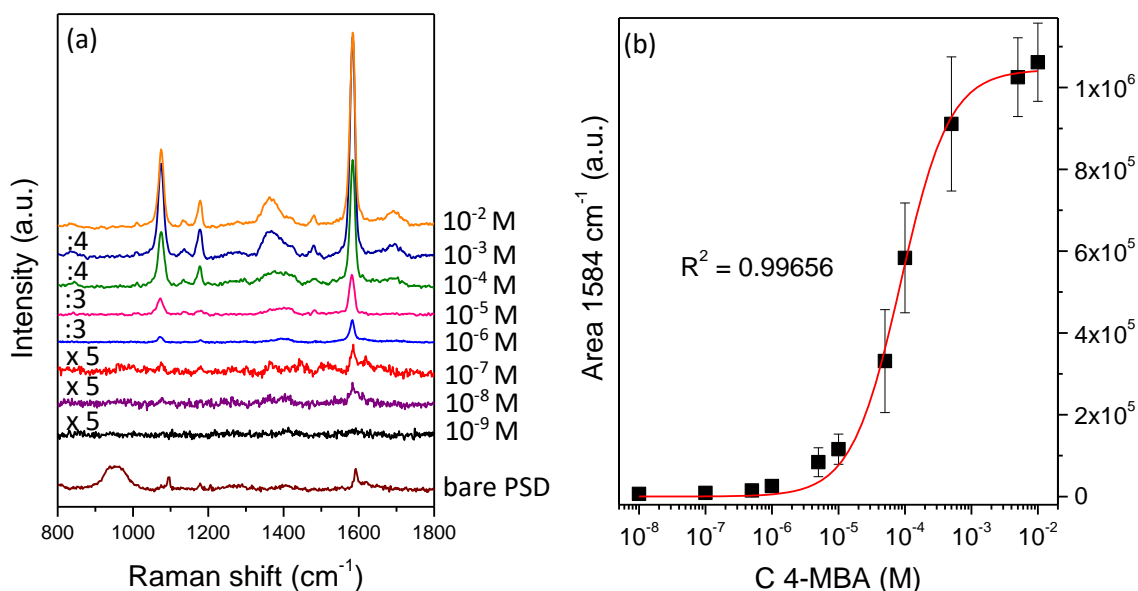 (a)
Intensity (a.u.)
10⁻² M
:4
10⁻³ M
:4
10⁻⁴ M
:3
10⁻⁵ M
:3
10⁻⁶ M
x 5
10⁻⁷ M
x 5
10⁻⁸ M
x 5
10⁻⁹ M
bare PSD
800 1000 1200 1400 1600 1800
Raman shift (cm⁻¹)
(b)
Area 1584 cm⁻¹ (a.u.)
R² = 0.99656
1x10⁶
8x10⁵
6x10⁵
4x10⁵
2x10⁵
0
10⁻⁸ 10⁻⁷ 10⁻⁶ 10⁻⁵ 10⁻⁴ 10⁻³ 10⁻²
C 4-MBA (M)